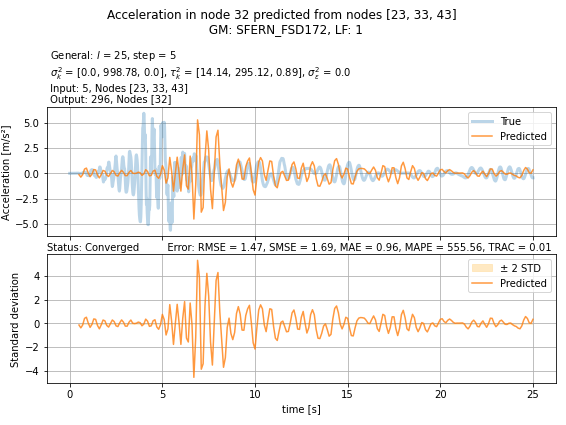 Acceleration in node 32 predicted from nodes [23, 33, 43]
GM: SFERN_FSD172, LF: 1
General: l = 25, step = 5
σ²ₖ = [0.0, 998.78, 0.0], τ²ₖ = [14.14, 295.12, 0.89], σ²ε = 0.0
Input: 5, Nodes [23, 33, 43]
Output: 296, Nodes [32]
Acceleration [m/s²]
5.0
2.5
0.0
−2.5
−5.0
True
Predicted
Status: Converged Error: RMSE = 1.47, SMSE = 1.69, MAE = 0.96, MAPE = 555.56, TRAC = 0.01
Standard deviation
4
2
0
−2
−4
± 2 STD
Predicted
0 5 10 15 20 25
time [s]